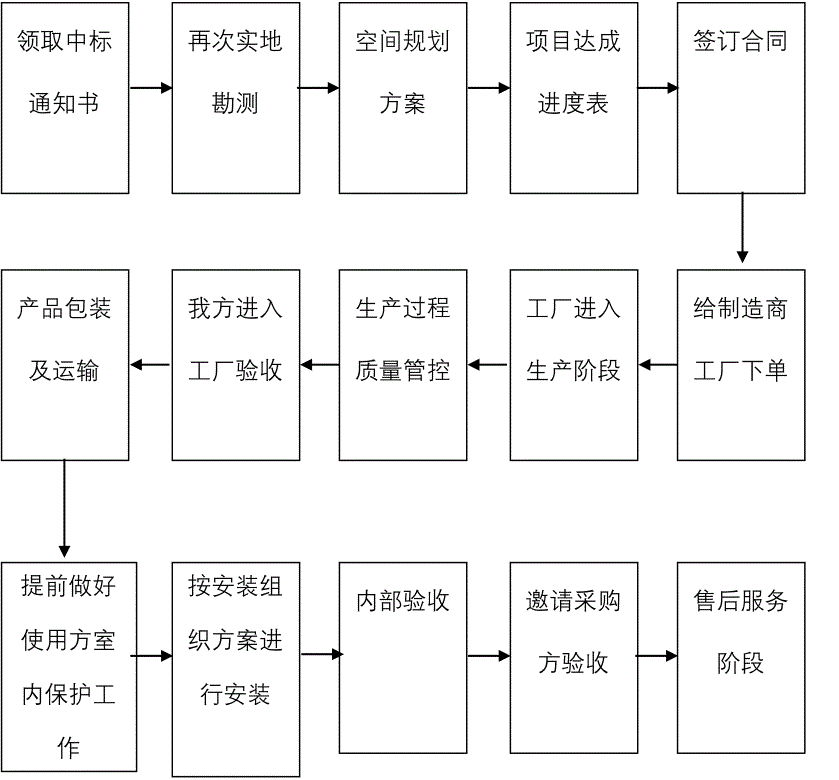 领取中标
通知书
再次实地
勘测
空间规划
方案
项目达成
进度表
签订合同
产品包装
及运输
我方进入
工厂验收
生产过程
质量管控
工厂进入
生产阶段
给制造商
工厂下单
提前做好
使用方室
内保护工
作
按安装组
织方案进
行安装
内部验收
邀请采购
方验收
售后服务
阶段